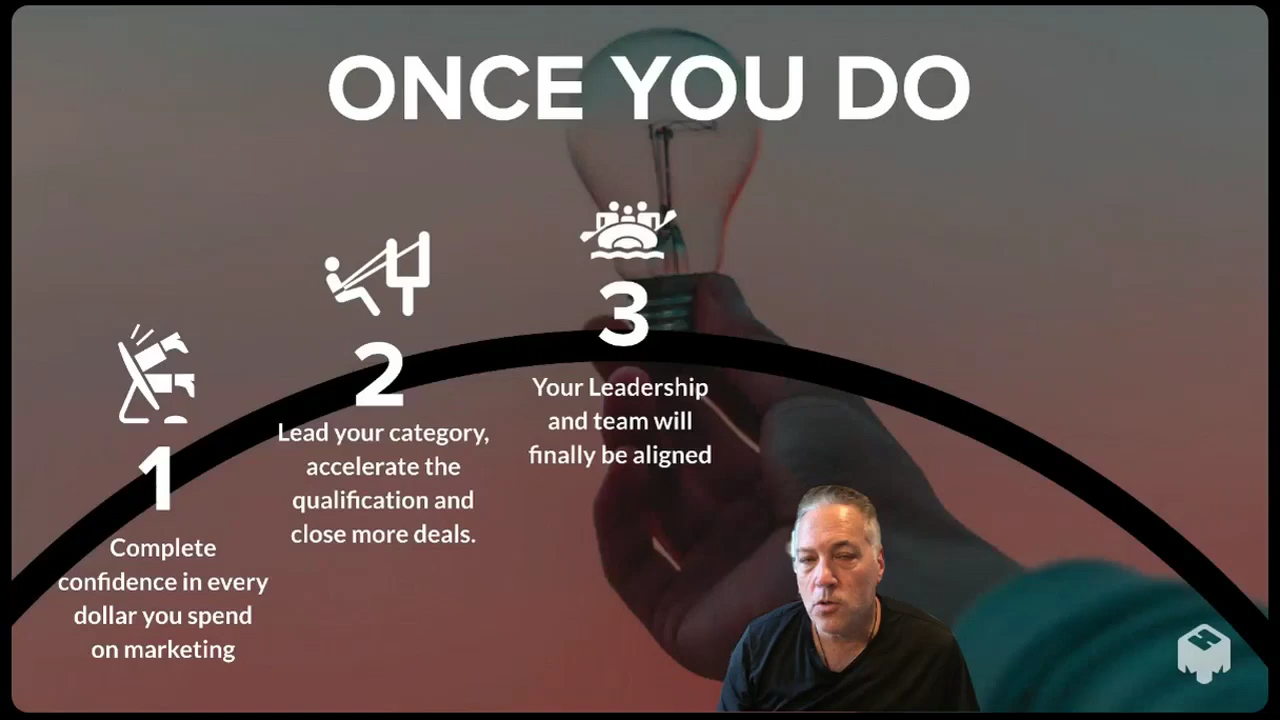 ONCE YOU DO
1
Complete
confidence in every
dollar you spend
on marketing
2
Lead your category,
accelerate the
qualification and
close more deals.
3
Your Leadership
and team will
finally be aligned